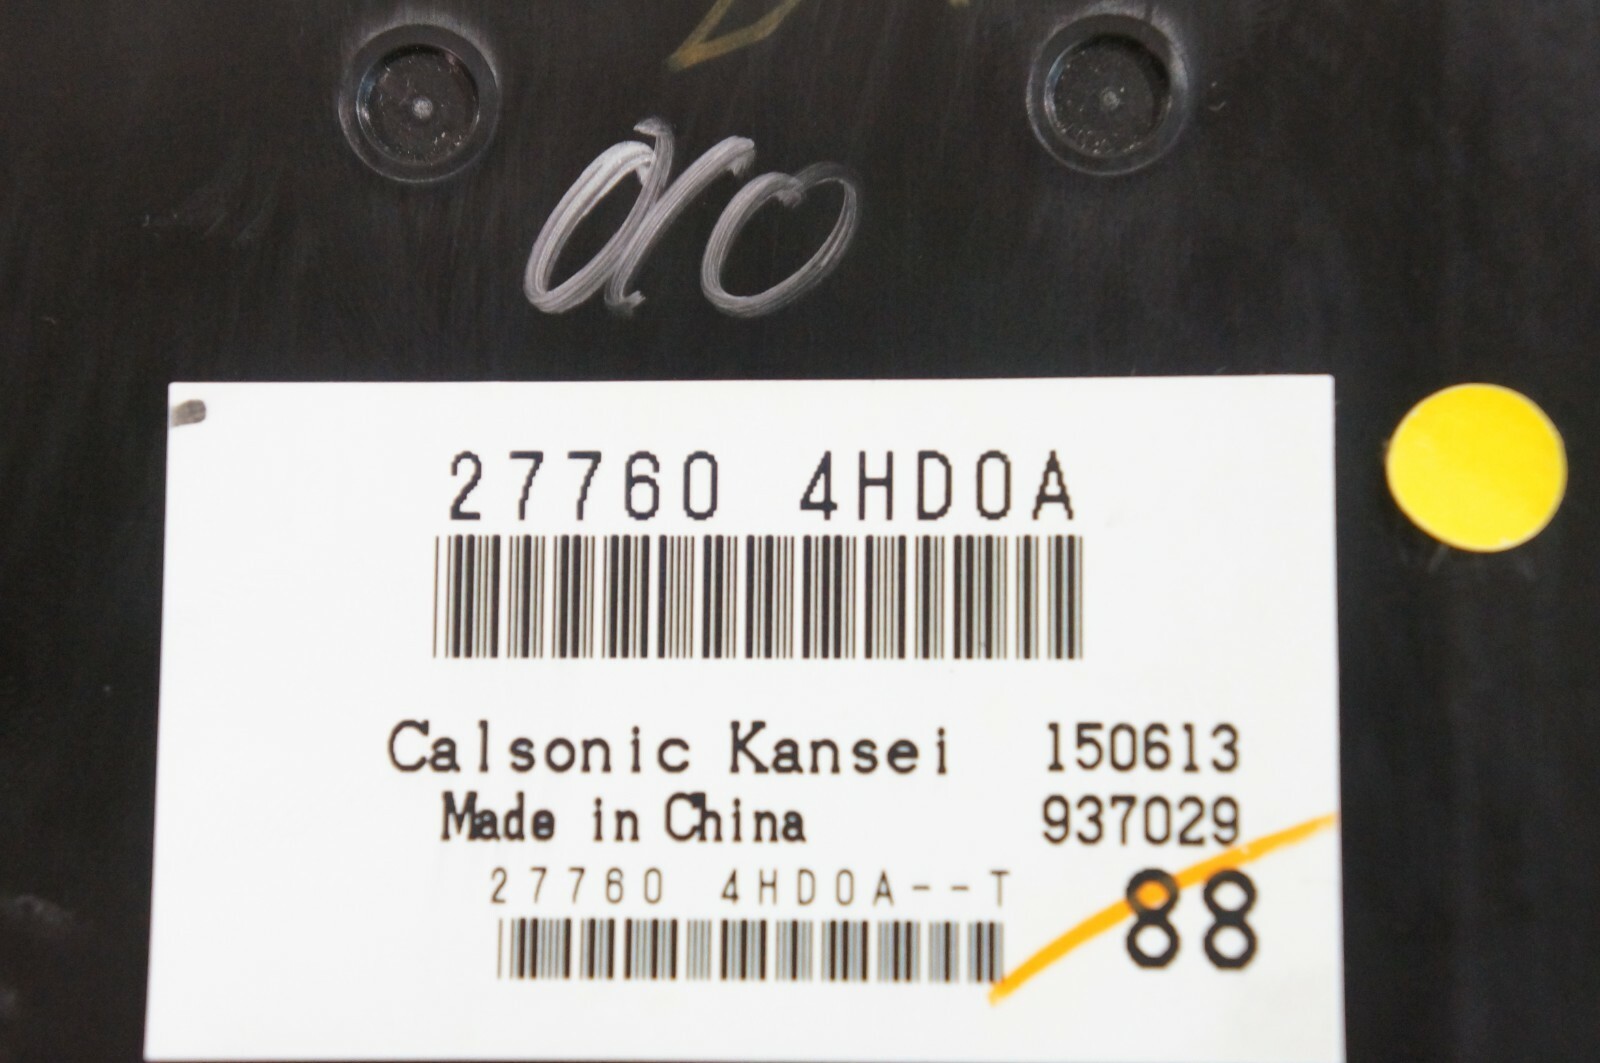 27760 4HD0A
Calsonic Kansei 150613
Made in China 937029
27760 4HD0A--T
88